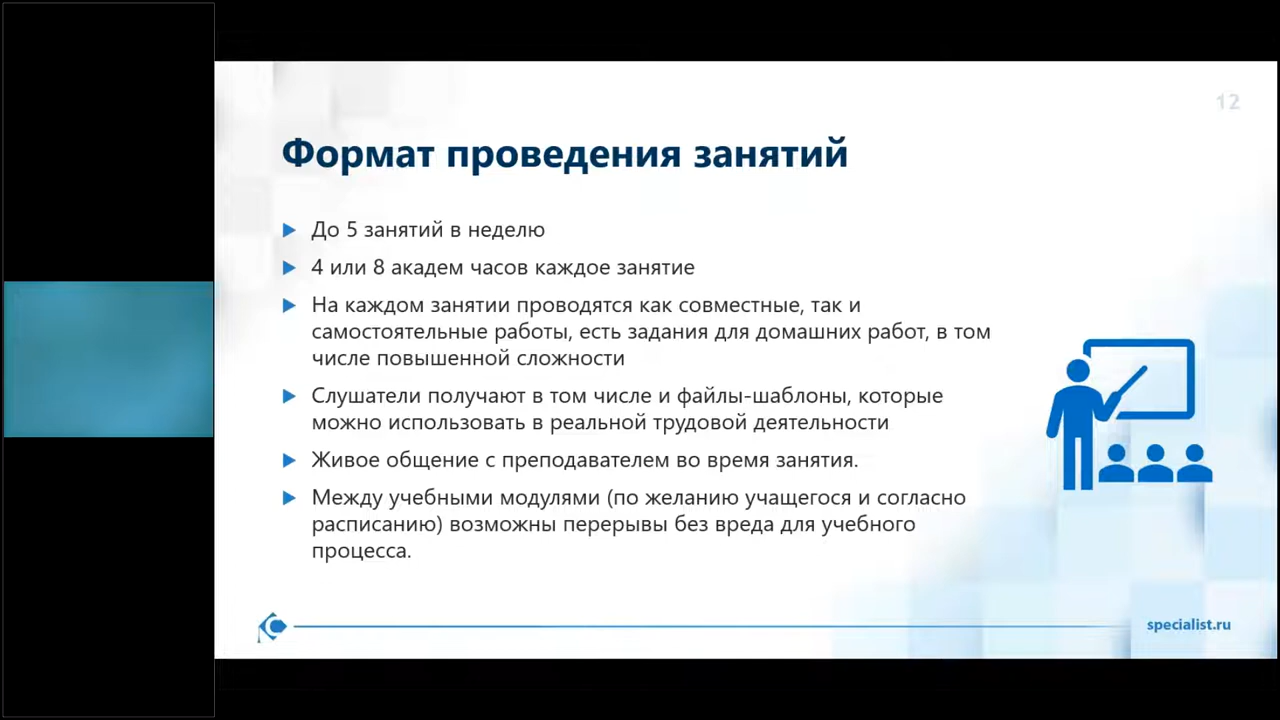 12
Формат проведения занятий
До 5 занятий в неделю
4 или 8 академ часов каждое занятие
На каждом занятии проводятся как совместные, так и
самостоятельные работы, есть задания для домашних работ, в том
числе повышенной сложности
Слушатели получают в том числе и файлы-шаблоны, которые
можно использовать в реальной трудовой деятельности
Живое общение с преподавателем во время занятия.
Между учебными модулями (по желанию учащегося и согласно
расписанию) возможны перерывы без вреда для учебного
процесса.
specialist.ru